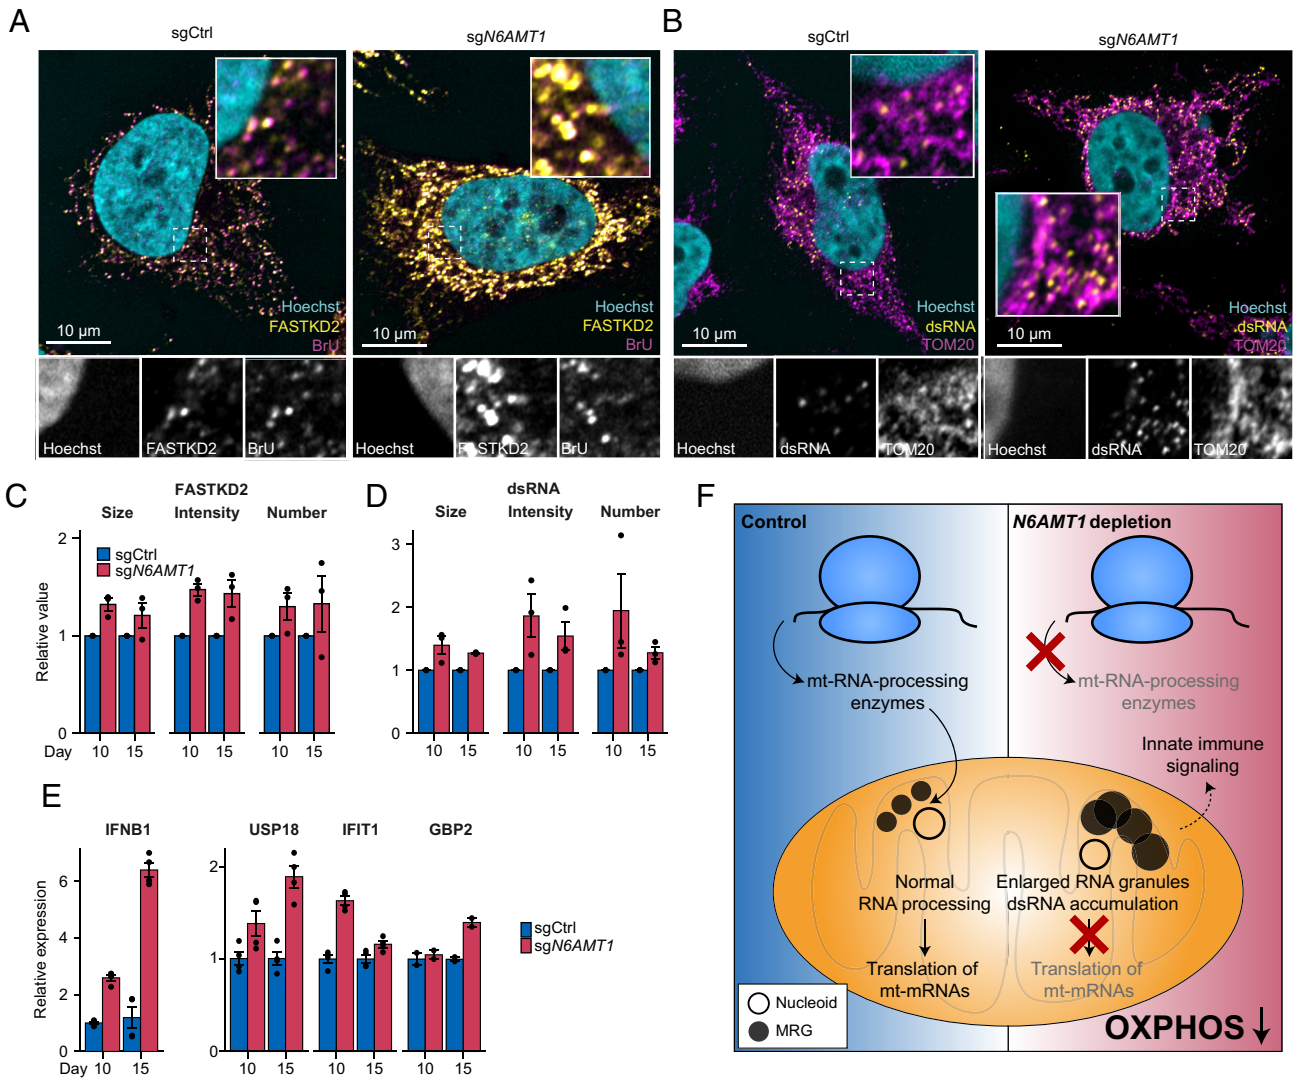 A
sgCtrl
sgN6AMT1
Hoechst
FASTKD2
BrU
10 µm
Hoechst
FASTKD2
BrU
10 µm
Hoechst
FASTKD2
BrU
Hoechst
FASTKD2
BrU
B
sgCtrl
sgN6AMT1
Hoechst
dsRNA
TOM20
10 µm
Hoechst
dsRNA
TOM20
10 µm
Hoechst
dsRNA
TOM20
Hoechst
dsRNA
TOM20
C
FASTKD2
Size
Intensity
Number
sgCtrl
sgN6AMT1
Relative value
2
1
0
Day
10
15
10
15
10
15
D
dsRNA
Size
Intensity
Number
3
2
1
0
10
15
10
15
10
15
E
IFNB1
USP18
IFIT1
GBP2
Relative expression
6
4
2
0
2
1
0
sgCtrl
sgN6AMT1
Day
10
15
10
15
10
15
10
15
F
Control
N6AMT1 depletion
mt-RNA-processing
enzymes
mt-RNA-processing
enzymes
Innate immune
signaling
Normal
RNA processing
Translation of
mt-mRNAs
Enlarged RNA granules
dsRNA accumulation
Translation of
mt-mRNAs
Nucleoid
MRG
OXPHOS